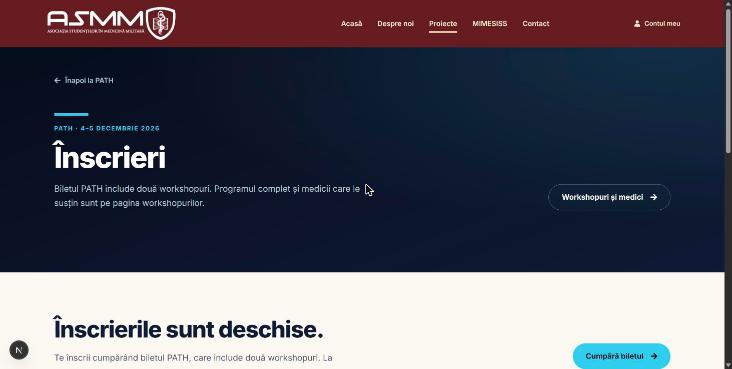 ASMM
ASOCIAȚIA STUDENȚILOR ÎN MEDICINĂ MILITARĂ
Acasă
Despre noi
Proiecte
MIMESISS
Contact
Contul meu
← Înapoi la PATH
PATH · 4–5 DECEMBRIE 2026
Înscrieri
Biletul PATH include două workshopuri. Programul complet și medicii care le
susțin sunt pe pagina workshopurilor.
Workshopuri și medici →
Înscrierile sunt deschise.
Te înscrii cumpărând biletul PATH, care include două workshopuri. La
Cumpără biletul →
N